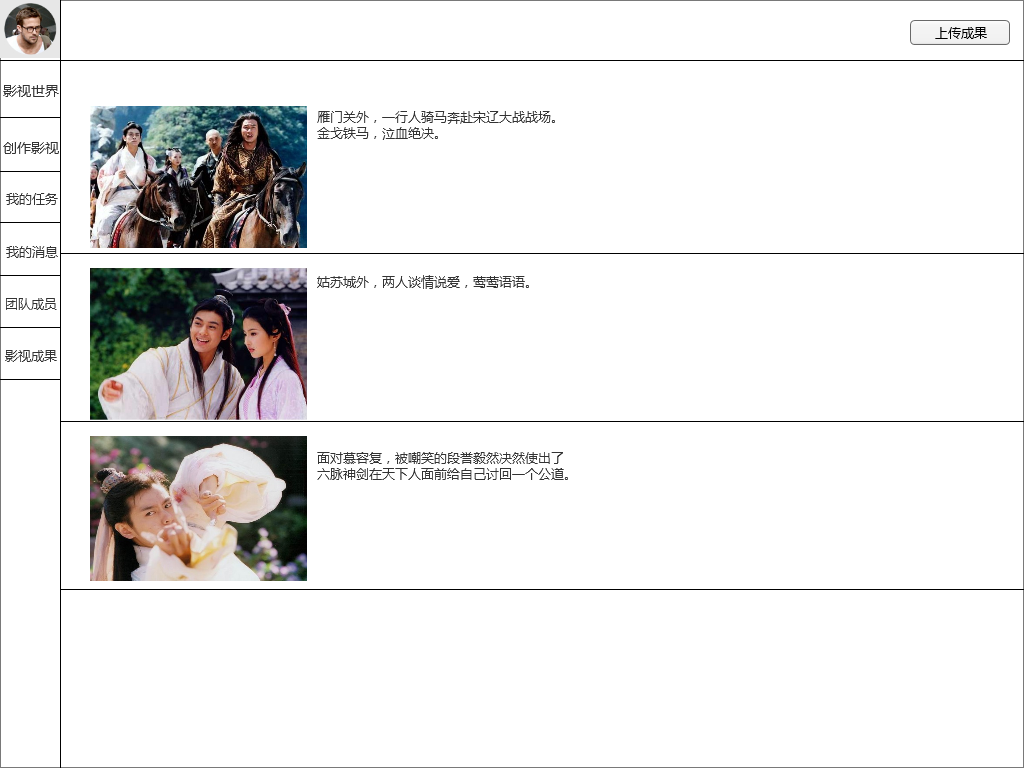 上传成果
影视世界
创作影视
我的任务
我的消息
团队成员
影视成果
雁门关外，一行人骑马奔赴宋辽大战战场。
金戈铁马，泣血绝决。
姑苏城外，两人谈情说爱，莺莺语语。
面对慕容复，被嘲笑的段誉毅然决然使出了
六脉神剑在天下人面前给自己讨回一个公道。